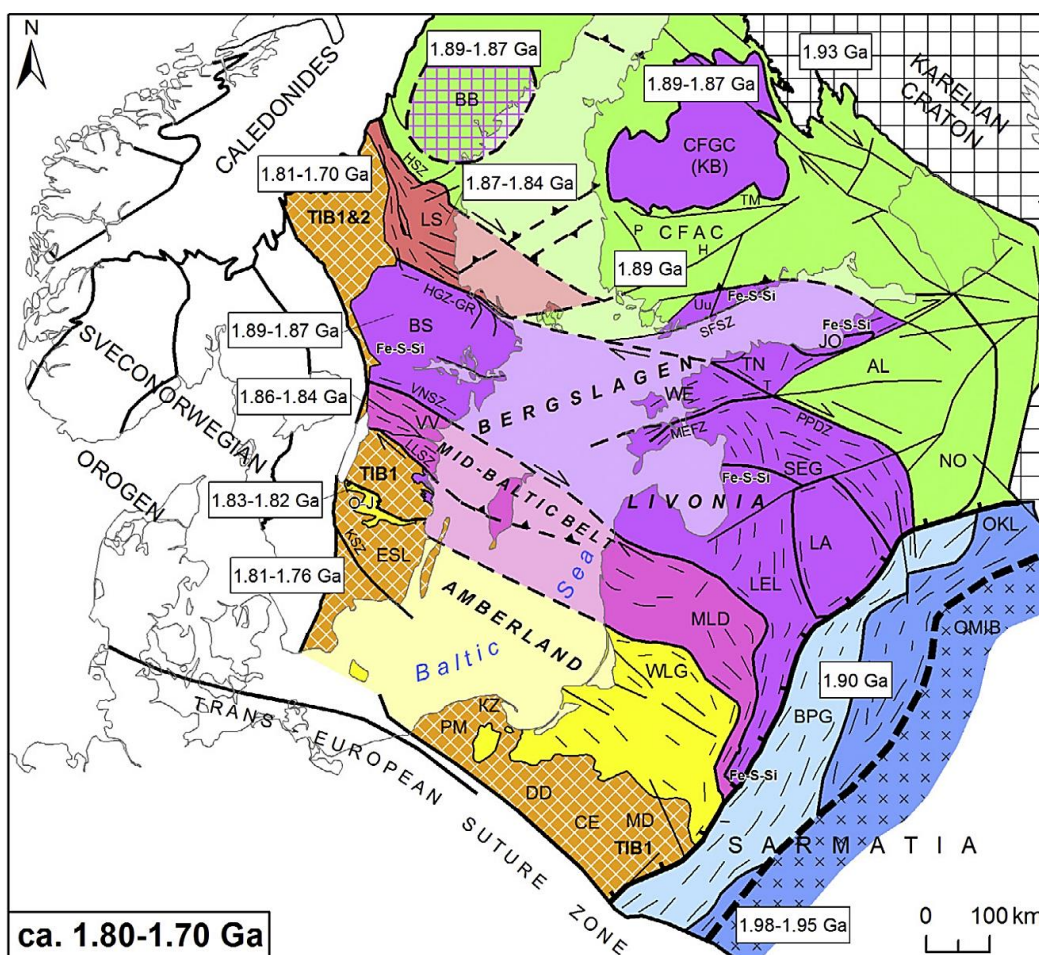 N
1.89-1.87 Ga
1.93 Ga
KARELIAN
CRATON
CALEDONIDES
BB
1.89-1.87 Ga
CFGC
(KB)
HSZ
1.81-1.70 Ga
1.87-1.84 Ga
TIB1&2
LS
TM
P
CFAC
H
1.89 Ga
HGZ-GR
Uu
Fe-S-Si
SFSZ
Fe-S-Si
JO
BS
1.89-1.87 Ga
Fe-S-Si
SVECONORWEGIAN
OROGEN
BERGSLAGEN
TN
T
AL
WE
VNSZ
1.86-1.84 Ga
VV
MEFZ
PPDZ
LLSZ
MID-BALTIC BELT
SEG
NO
TIB1
Fe-S-Si
1.83-1.82 Ga
O-J
LIVONIA
OKL
KSZ
ESL
LA
1.81-1.76 Ga
Baltic Sea
LEL
AMBERLAND
MLD
OMIB
WLG
1.90 Ga
KZ
BPG
PM
TRANS EUROPEAN SUTURE ZONE
Fe-S-Si
DD
CE
MD
TIB1
SARMATIA
1.98-1.95 Ga
0 100 km
ca. 1.80-1.70 Ga